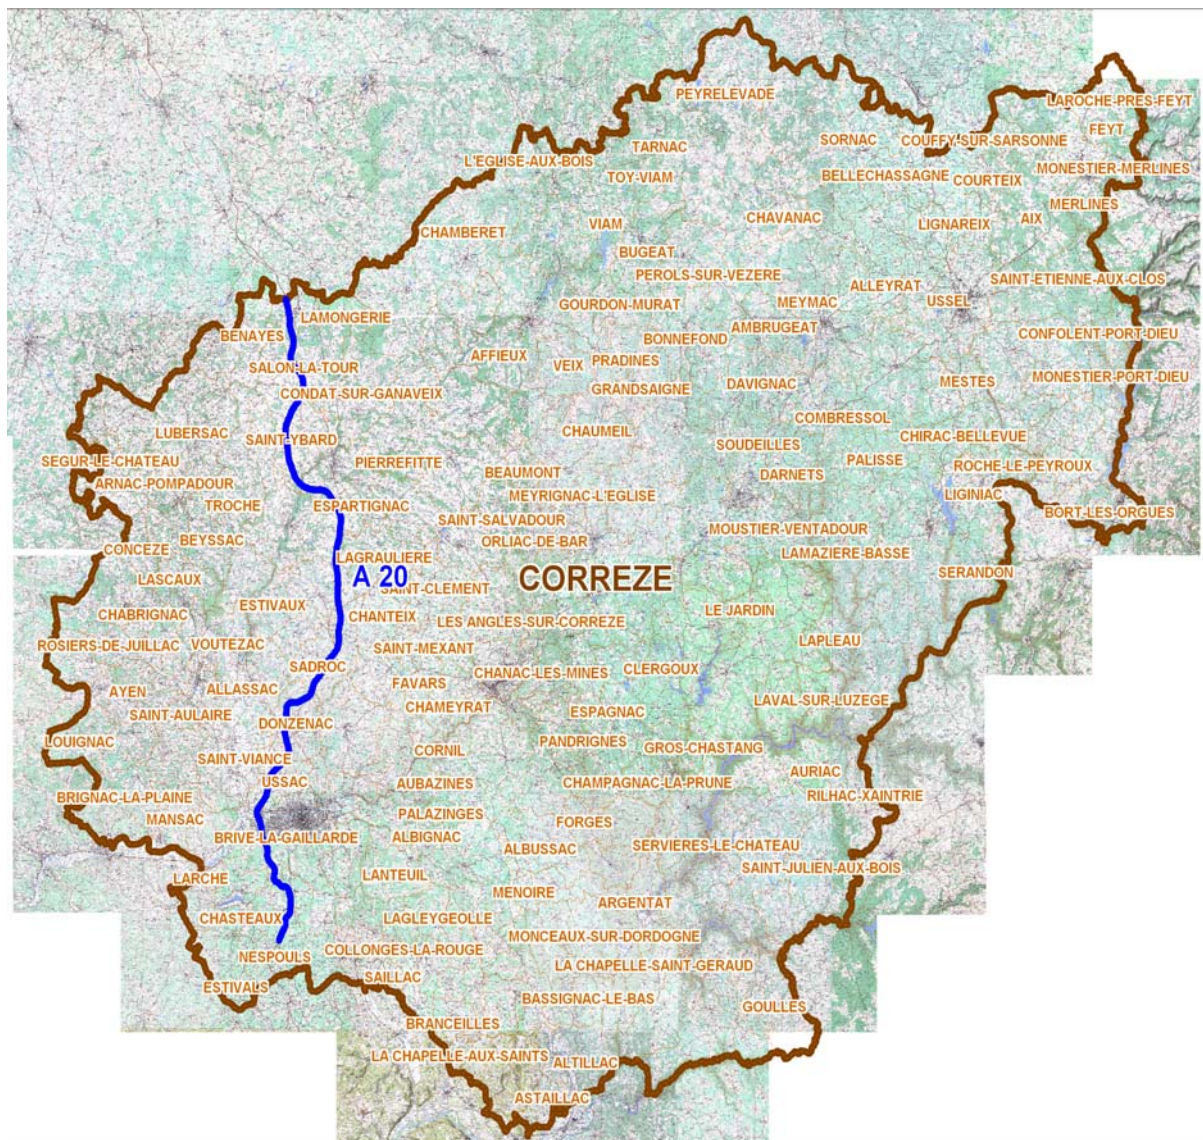 PEYRELEVADE
LAROCHE-PRES-FEYT
FEYT
SORNAC
COUFFY-SUR-SARSONNE
TARNAC
L'EGLISE-AUX-BOIS
MONESTIER-MERLINES
TOY-VIAM
BELLECHASSAGNE
COURTEIX
MERLINES
CHAVANAC
AIX
VIAM
LIGNAREIX
CHAMBERET
BUGEAT
PEROLS-SUR-VEZERE
SAINT-ETIENNE-AUX-CLOS
ALLEYRAT
USSEL
GOURDON-MURAT
MEYMAC
LAMONGERIE
AMBRUGEAT
BENAYES
BONNEFOND
CONFOLENT-PORT-DIEU
AFFIEUX
PRADINES
VEIX
SALON-LA-TOUR
MONESTIER-PORT-DIEU
DAVIGNAC
MESTES
GRANDSAIGNE
CONDAT-SUR-GANAVEIX
COMBRESSOL
LUBERSAC
CHAUMEIL
CHIRAC-BELLEVUE
SAINT-YBARD
SOUDEILLES
SEGUR-LE-CHATEAU
PIERREFITTE
PALISSE
ROCHE-LE-PEYROUX
BEAUMONT
DARNETS
ARNAC-POMPADOUR
MEYRIGNAC-L'EGLISE
LIGINIAC
TROCHE
ESPARTIGNAC
BORT-LES-ORGUES
SAINT-SALVADOUR
MOUSTIER-VENTADOUR
BEYSSAC
ORLIAC-DE-BAR
CONCEZE
LAMAZIERE-BASSE
LAGRAULIERE
SERANDON
A 20
CORREZE
LASCAUX
SAINT-CLEMENT
ESTIVAUX
LE JARDIN
CHABRIGNAC
CHANTEIX
LES ANGLES-SUR-CORREZE
LAPLEAU
ROSIERS-DE-JUILLAC
VOUTEZAC
SAINT-MEXANT
SADROC
CHANAC-LES-MINES
CLERGOUX
FAVARS
AYEN
ALLASSAC
LAVAL-SUR-LUZEGE
CHAMEYRAT
ESPAGNAC
SAINT-AULAIRE
DONZENAC
LOUIGNAC
PANDRIGNES
GROS-CHASTANG
CORNIL
SAINT-VIANCE
AURIAC
USSAC
AUBAZINES
CHAMPAGNAC-LA-PRUNE
BRIGNAC-LA-PLAINE
RILHAC-XAINTRIE
PALAZINGES
MANSAC
FORGES
BRIVE-LA-GAILLARDE
ALBIGNAC
SERVIERES-LE-CHATEAU
ALBUSSAC
SAINT-JULIEN-AUX-BOIS
LANTEUIL
LARCHE
MENOIRE
ARGENTAT
CHASTEAUX
LAGLEYGEOLLE
MONCEAUX-SUR-DORDOGNE
COLLONGES-LA-ROUGE
NESPOULS
LA CHAPELLE-SAINT-GERAUD
SAILLAC
ESTIVALS
BASSIGNAC-LE-BAS
GOULLES
BRANCEILLES
LA CHAPELLE-AUX-SAINTS
ALTILLAC
ASTAILLAC